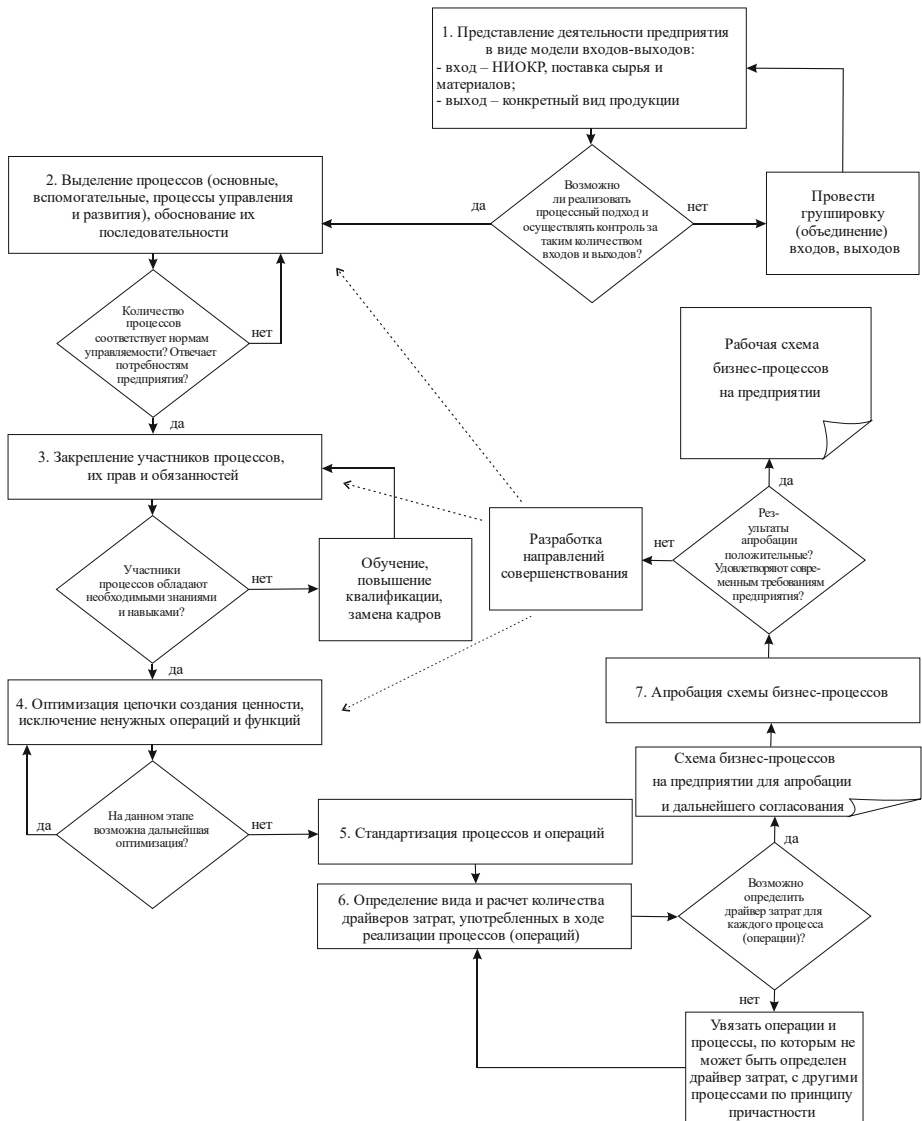 1. Представление деятельности предприятия
в виде модели входов-выходов:
- вход – НИОКР, поставка сырья и
материалов;
- выход – конкретный вид продукции
2. Выделение процессов (основные,
вспомогательные, процессы управления
и развития), обоснование их
последовательности
да
Возможно
ли реализовать
процессный подход и
осуществлять контроль за
таким количеством
входов и выходов?
нет
Провести
группировку
(объединение)
входов, выходов
Количество
процессов
соответствует нормам
управляемости? Отвечает
потребностям
предприятия?
нет
да
Рабочая схема
бизнес-процессов
на предприятии
3. Закрепление участников процессов,
их прав и обязанностей
да
Участники
процессов обладают
необходимыми знаниями
и навыками?
нет
да
Обучение,
повышение
квалификации,
замена кадров
Разработка
направлений
совершенствования
нет
Рез-
ультаты
апробации
положительные?
Удовлетворяют совре-
менным требованиям
предприятия?
4. Оптимизация цепочки создания ценности,
исключение ненужных операций и функций
7. Апробация схемы бизнес-процессов
Схема бизнес-процессов
на предприятии для апробации
и дальнейшего согласования
да
На данном этапе
возможна дальнейшая
оптимизация?
нет
5. Стандартизация процессов и операций
да
6. Определение вида и расчет количества
драйверов затрат, употребленных в ходе
реализации процессов (операций)
Возможно
определить
драйвер затрат для
каждого процесса
(операции)?
нет
Увязать операции и
процессы, по которым не
может быть определен
драйвер затрат, с другими
процессами по принципу
причастности